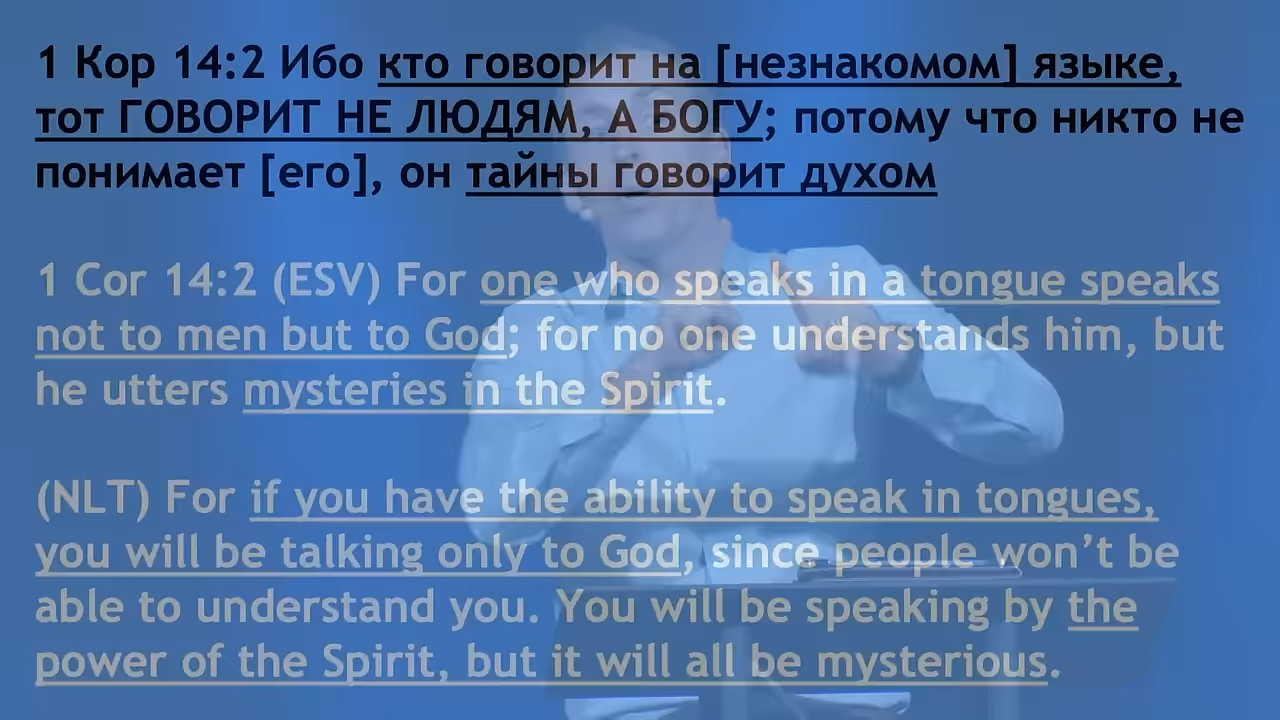 1 Кор 14:2 Ибо кто говорит на [незнакомом] языке,
тот ГОВОРИТ НЕ ЛЮДЯМ, А БОГУ; потому что никто не
понимает [его], он тайны говорит духом
1 Cor 14:2 (ESV) For one who speaks in a tongue speaks
not to men but to God; for no one understands him, but
he utters mysteries in the Spirit.
(NLT) For if you have the ability to speak in tongues,
you will be talking only to God, since people won’t be
able to understand you. You will be speaking by the
power of the Spirit, but it will all be mysterious.